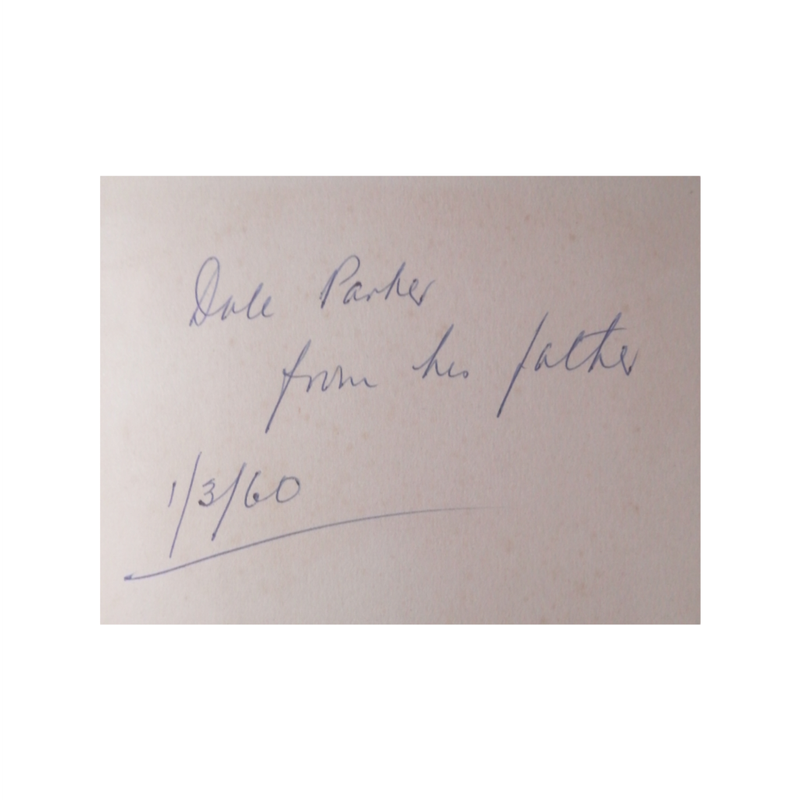 Dale Parker
from his father
1/3/60